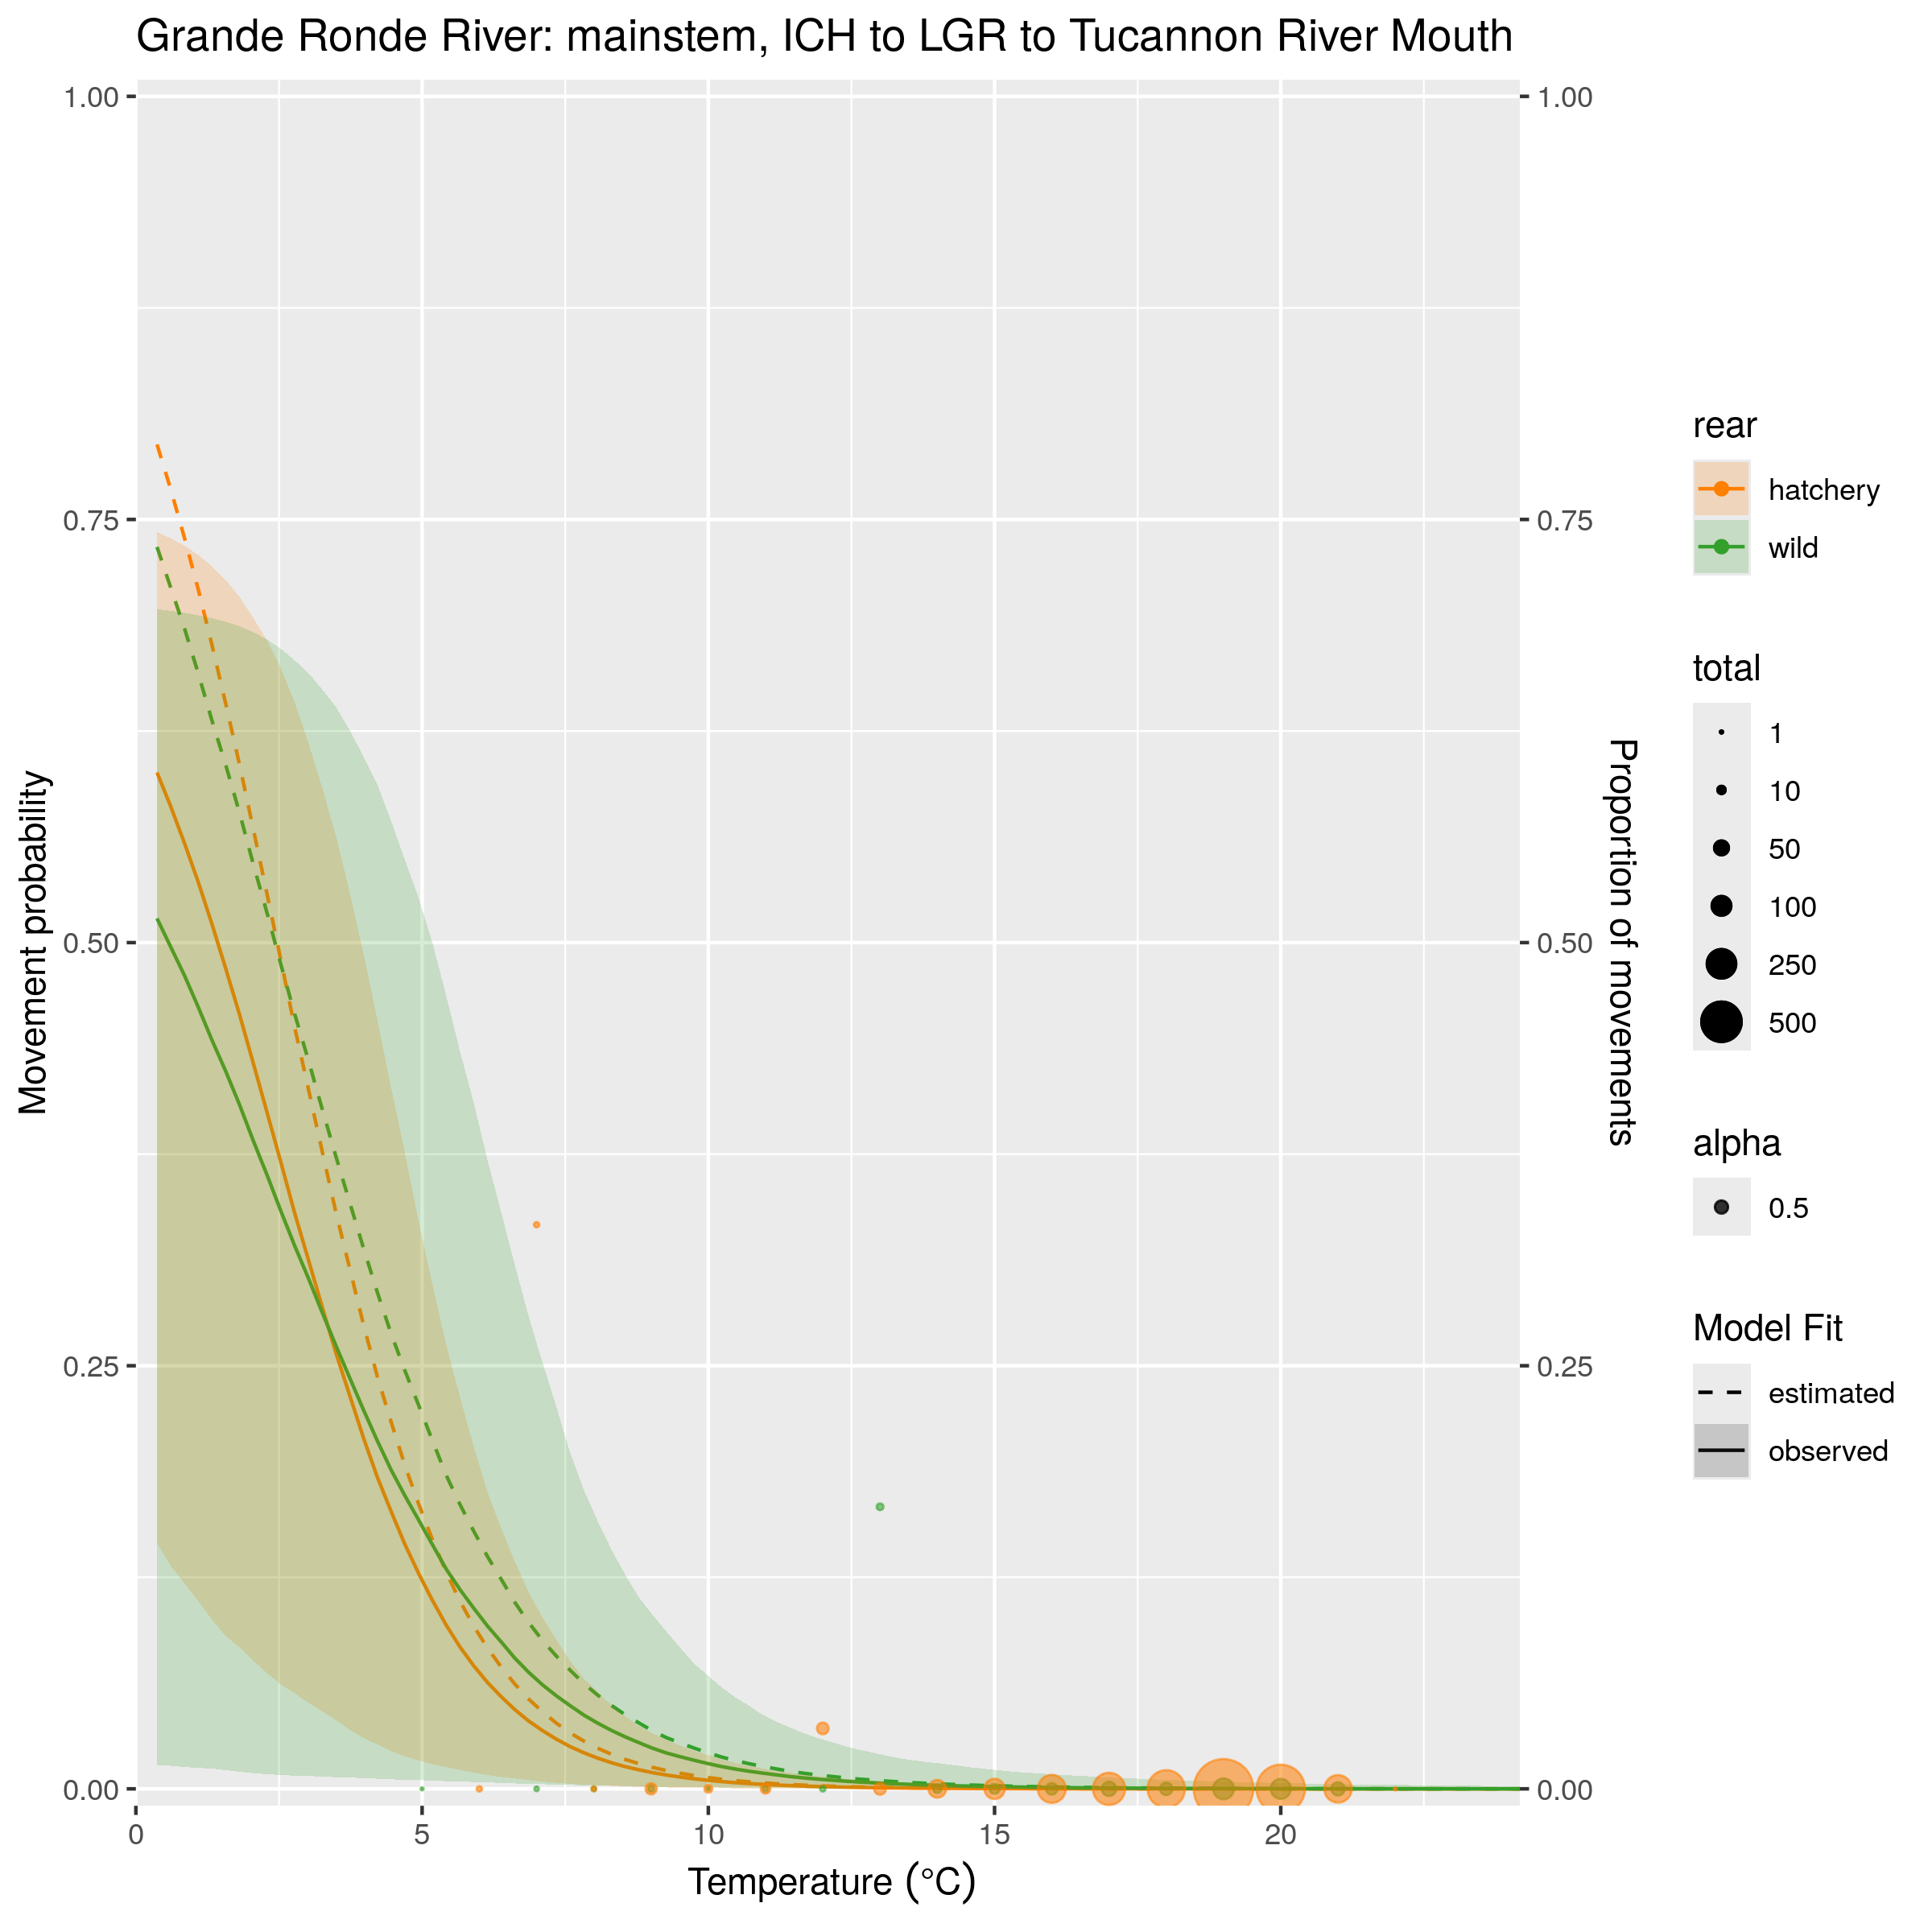 Grande Ronde River: mainstem, ICH to LGR to Tucannon River Mouth
Movement probability
1.00
0.75
0.50
0.25
0.00
0
5
10
15
20
Temperature (°C)
1.00
0.75
0.50
0.25
0.00
Proportion of movements
rear
hatchery
wild
total
1
10
50
100
250
500
alpha
0.5
Model Fit
estimated
observed